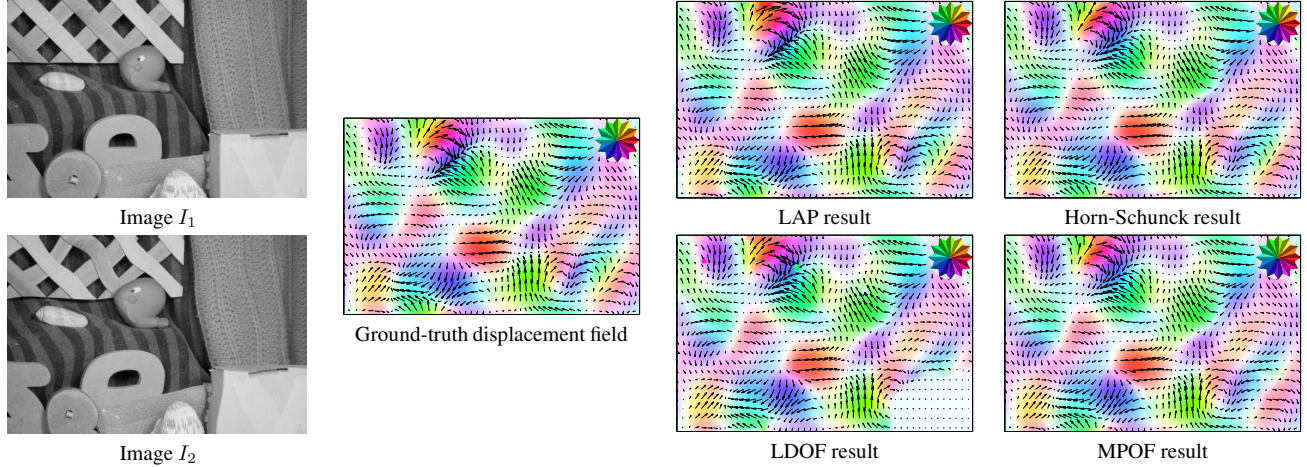 Image I₁
Image I₂
Ground-truth displacement field
LAP result
Horn-Schunck result
LDOF result
MPOF result